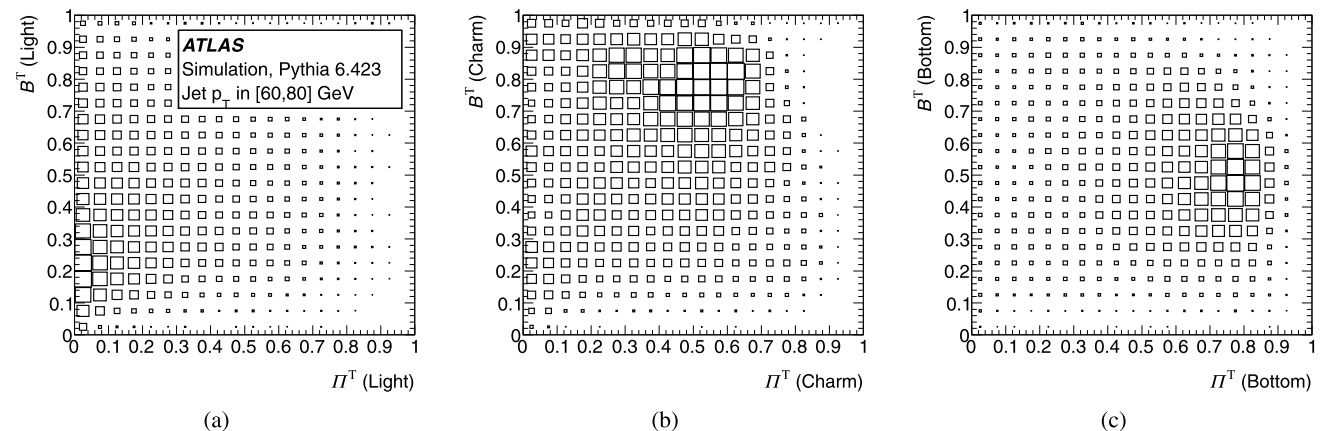 1
0.9
0.8
0.7
0.6
0.5
0.4
0.3
0.2
0.1
0
B^T (Light)
ATLAS
Simulation, Pythia 6.423
Jet p_T in [60,80] GeV
0 0.1 0.2 0.3 0.4 0.5 0.6 0.7 0.8 0.9 1
Π^T (Light)
(a)
1
0.9
0.8
0.7
0.6
0.5
0.4
0.3
0.2
0.1
0
B^T (Charm)
0 0.1 0.2 0.3 0.4 0.5 0.6 0.7 0.8 0.9 1
Π^T (Charm)
(b)
1
0.9
0.8
0.7
0.6
0.5
0.4
0.3
0.2
0.1
0
B^T (Bottom)
0 0.1 0.2 0.3 0.4 0.5 0.6 0.7 0.8 0.9 1
Π^T (Bottom)
(c)